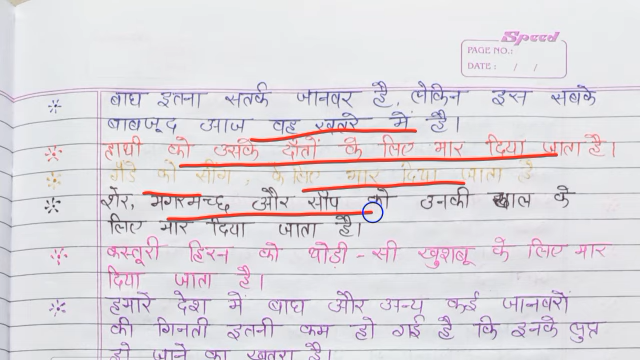 Speed
PAGE NO.:
DATE: / /
बाघ इतना सतर्क जानवर है, लेकिन इस सबके
बावजूद आज वह खतरे में है।
हाथी को उसके दाँतों के लिए मार दिया जाता है।
गैंडे को सींग, के लिए मार दिया जाता है
शेर, मगरमच्छ और साँप को उनकी खाल के
लिए मार दिया जाता है।
कस्तूरी हिरन को थोड़ी-सी खुशबू के लिए मार
दिया जाता है।
हमारे देश में बाघ और अन्य कई जानवरों
की गिनती इतनी कम हो गई है कि इनके लुप्त
हो जाने का खतरा है।